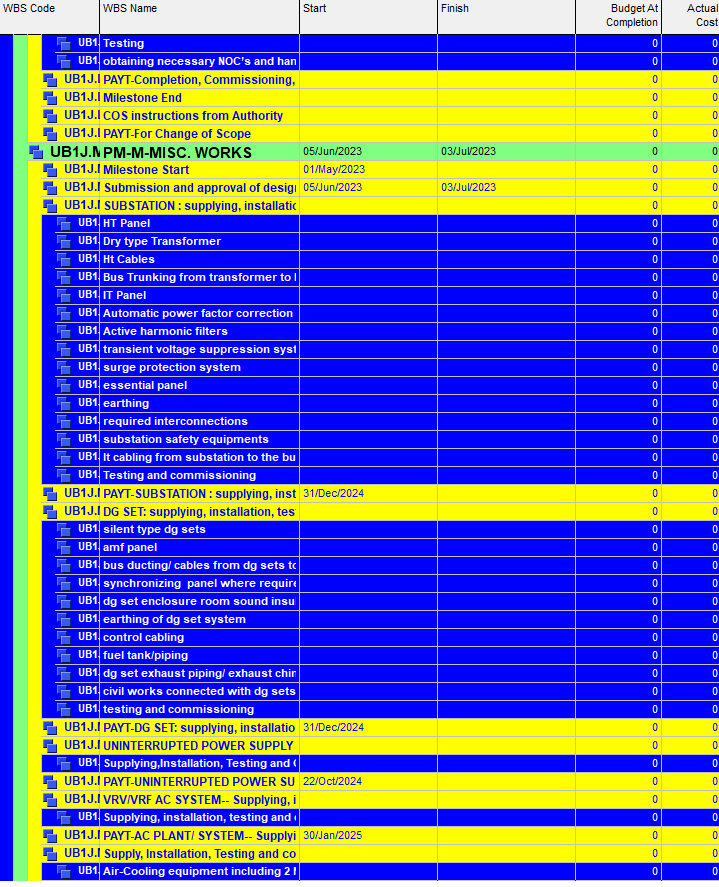 WBS Code WBS Name Start Finish Budget At Completion Actual Cost
UB1J. Testing 0 0
UB1J. obtaining necessary NOC's and han 0 0
UB1J.I PAYT-Completion, Commissioning, 0 0
UB1J.I Milestone End 0 0
UB1J.I COS instructions from Authority 0 0
UB1J.I PAYT-For Change of Scope 0 0
UB1J.M PM-M-MISC. WORKS 05/Jun/2023 03/Jul/2023 0 0
UB1J.I Milestone Start 01/May/2023 0 0
UB1J.I Submission and approval of desig 05/Jun/2023 03/Jul/2023 0 0
UB1J.I SUBSTATION : supplying, installatio 0 0
UB1. HT Panel 0 0
UB1. Dry type Transformer 0 0
UB1. Ht Cables 0 0
UB1. Bus Trunking from transformer to 0 0
UB1. IT Panel 0 0
UB1. Automatic power factor correction 0 0
UB1. Active harmonic filters 0 0
UB1. transient voltage suppression syst 0 0
UB1. surge protection system 0 0
UB1. essential panel 0 0
UB1. earthing 0 0
UB1. required interconnections 0 0
UB1. substation safety equipments 0 0
UB1. lt cabling from substation to the bu 0 0
UB1. Testing and commissioning 0 0
UB1J.I PAYT-SUBSTATION : supplying, inst 31/Dec/2024 0 0
UB1J.I DG SET: supplying, installation, tes 0 0
UB1. silent type dg sets 0 0
UB1. amf panel 0 0
UB1. bus ducting/ cables from dg sets to 0 0
UB1. synchronizing panel where require 0 0
UB1. dg set enclosure room sound insu 0 0
UB1. earthing of dg set system 0 0
UB1. control cabling 0 0
UB1. fuel tank/piping 0 0
UB1. dg set exhaust piping/ exhaust chim 0 0
UB1. civil works connected with dg sets 0 0
UB1. testing and commissioning 0 0
UB1J.I PAYT-DG SET: supplying, installatio 31/Dec/2024 0 0
UB1J.I UNINTERRUPTED POWER SUPPLY 0 0
UB1. Supplying,Installation, Testing and 0 0
UB1J.I PAYT-UNINTERRUPTED POWER SU 22/Oct/2024 0 0
UB1J.I VRV/VRF AC SYSTEM-- Supplying, i 0 0
UB1. Supplying, installation, testing and 0 0
UB1J.I PAYT-AC PLANT/ SYSTEM-- Supplyi 30/Jan/2025 0 0
UB1J.I Supply, Installation, Testing and co 0 0
UB1. Air-Cooling equipment including 2 0 0